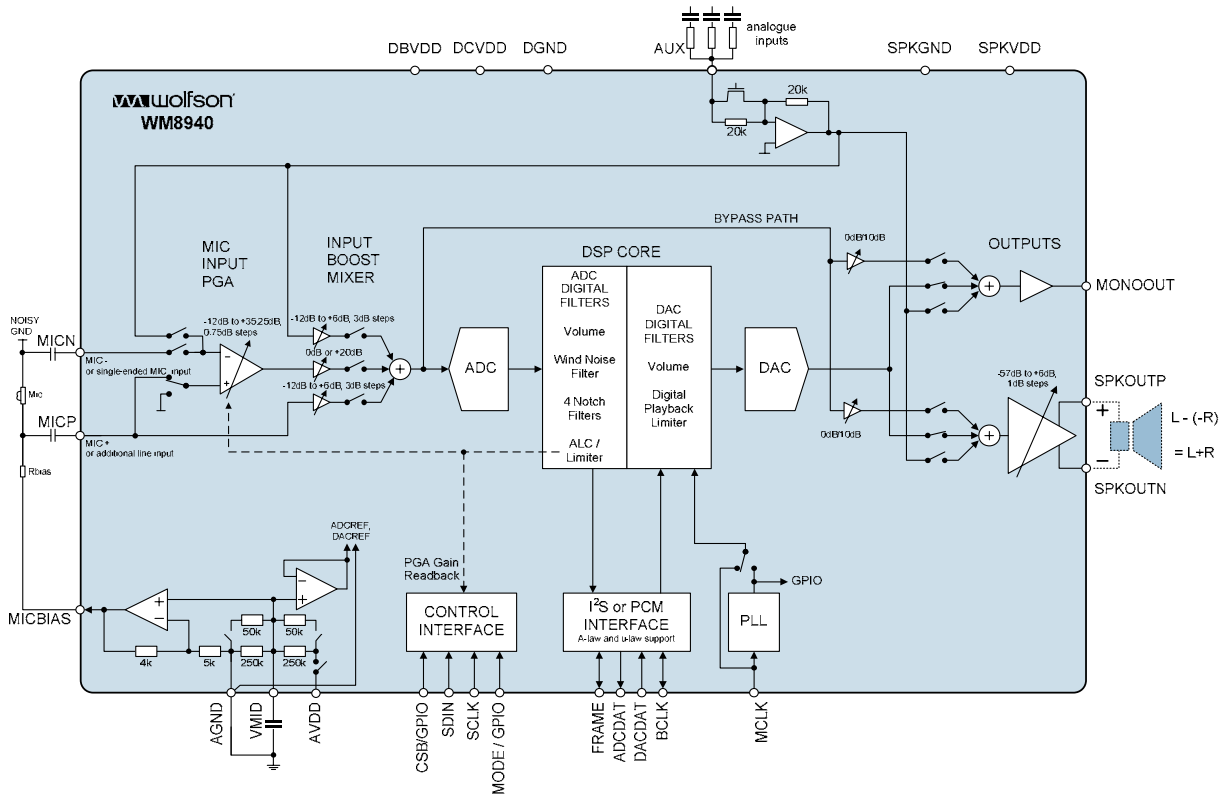 analogue
inputs
AUX
DBVDD
DCVDD
DGND
SPKGND
SPKVDD
wolfson
WM8940
20k
20k
BYPASS PATH
0dB/10dB
OUTPUTS
MIC
INPUT
PGA
INPUT
BOOST
MIXER
DSP CORE
ADC
DIGITAL
FILTERS
Volume
Wind Noise
Filter
4 Notch
Filters
ALC /
Limiter
DAC
DIGITAL
FILTERS
Volume
Digital
Playback
Limiter
MONOOUT
NOISY
GND
MICN
-12dB to +35.25dB,
0.75dB steps
-12dB to +6dB, 3dB steps
MIC -
or single-ended MIC input
0dB or +20dB
-12dB to +6dB, 3dB steps
ADC
DAC
-57dB to +6dB,
1dB steps
SPKOUTP
Mic
MICP
MIC +
or additional line input
0dB/10dB
L - (-R)
= L+R
SPKOUTN
Rbias
ADCREF,
DACREF
PGA Gain
Readback
GPIO
MICBIAS
50k
50k
4k
5k
250k
250k
CONTROL
INTERFACE
I²S or PCM
INTERFACE
A-law and u-law support
PLL
AGND
VMID
AVDD
CSB/GPIO
SDIN
SCLK
MODE / GPIO
FRAME
ADCDAT
DACDAT
BCLK
MCLK